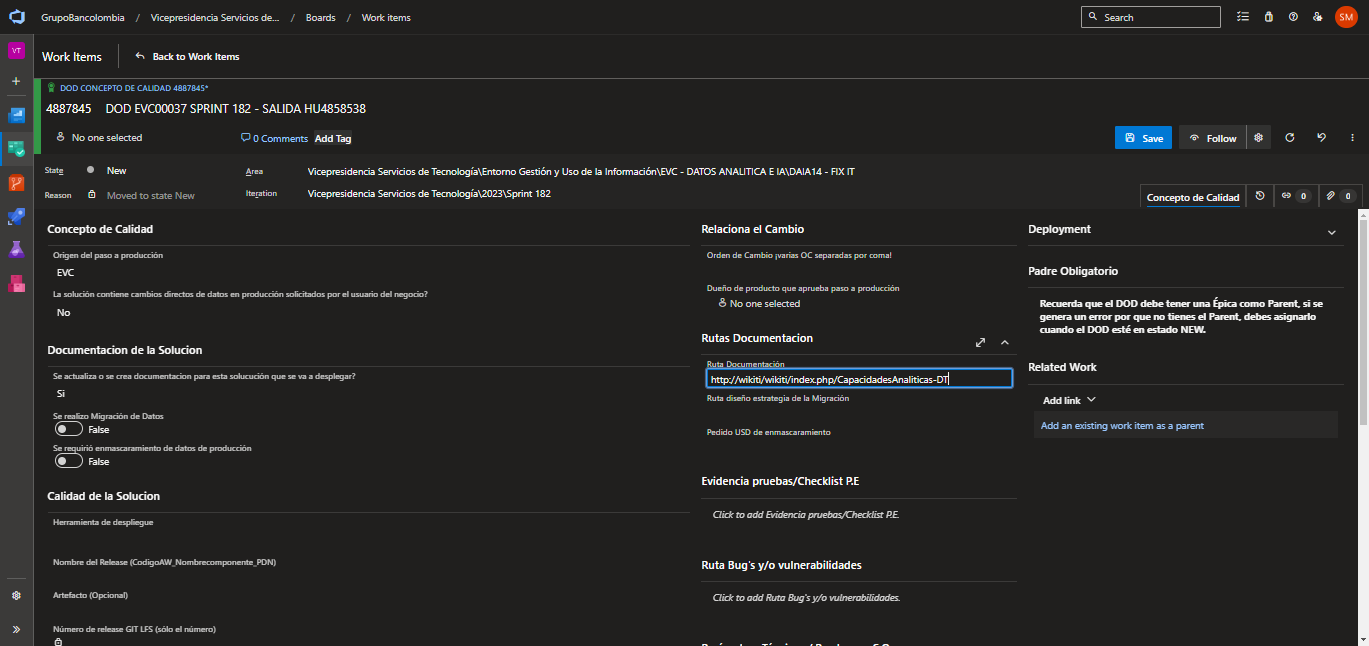 GrupoBancolombia / Vicepresidencia Servicios de... / Boards / Work items
Search
SM
VT
Work Items
Back to Work Items
DOD CONCEPTO DE CALIDAD 4887845*
4887845 DOD EVC00037 SPRINT 182 - SALIDA HU4858538
No one selected
0 Comments
Add Tag
Save
Follow
State
New
Area
Vicepresidencia Servicios de Tecnología\Entorno Gestión y Uso de la Información\EVC - DATOS ANALITICA E IA\DAIA14 - FIX IT
Reason
Moved to state New
Iteration
Vicepresidencia Servicios de Tecnología\2023\Sprint 182
Concepto de Calidad
0
0
Concepto de Calidad
Origen del paso a producción
EVC
La solución contiene cambios directos de datos en producción solicitados por el usuario del negocio?
No
Documentacion de la Solucion
Se actualiza o se crea documentacion para esta solucución que se va a desplegar?
Si
Se realizo Migración de Datos
False
Se requirió enmascaramiento de datos de producción
False
Calidad de la Solucion
Herramienta de despliegue
Nombre del Release (CodigoAW_Nombrecomponente_PDN)
Artefacto (Opcional)
Número de release GIT LFS (sólo el número)
Relaciona el Cambio
Orden de Cambio ¡varias OC separadas por coma!
Dueño de producto que aprueba paso a producción
No one selected
Rutas Documentacion
Ruta Documentación
http://wikiti/wikiti/index.php/CapacidadesAnaliticas-DT
Ruta diseño estrategia de la Migración
Pedido USD de enmascaramiento
Evidencia pruebas/Checklist P.E
Click to add Evidencia pruebas/Checklist P.E.
Ruta Bug's y/o vulnerabilidades
Click to add Ruta Bug's y/o vulnerabilidades.
Deployment
Padre Obligatorio
Recuerda que el DOD debe tener una Épica como Parent, si se
genera un error por que no tienes el Parent, debes asignarlo
cuando el DOD esté en estado NEW.
Related Work
Add link
Add an existing work item as a parent